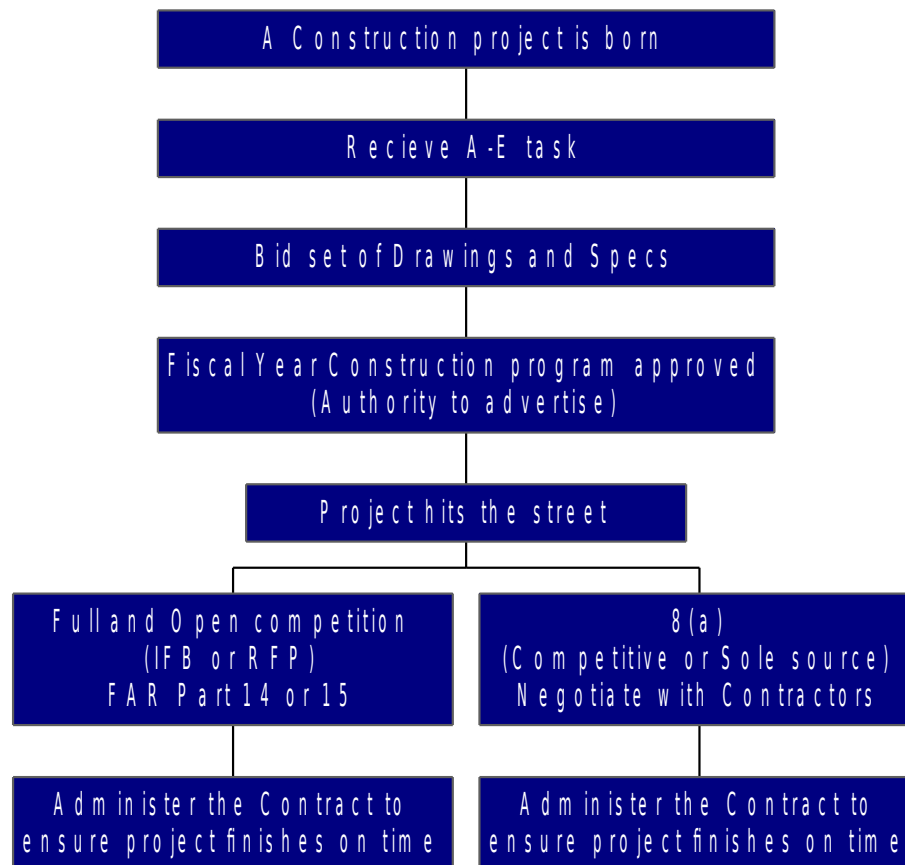 A Construction project is born
Recieve A-E task
Bid set of Drawings and Specs
Fiscal Year Construction program approved
(Authority to advertise)
Project hits the street
Full and Open competition
(IFB or RFP)
FAR Part 14 or 15
8(a)
(Competitive or Sole source)
Negotiate with Contractors
Administer the Contract to
ensure project finishes on time
Administer the Contract to
ensure project finishes on time